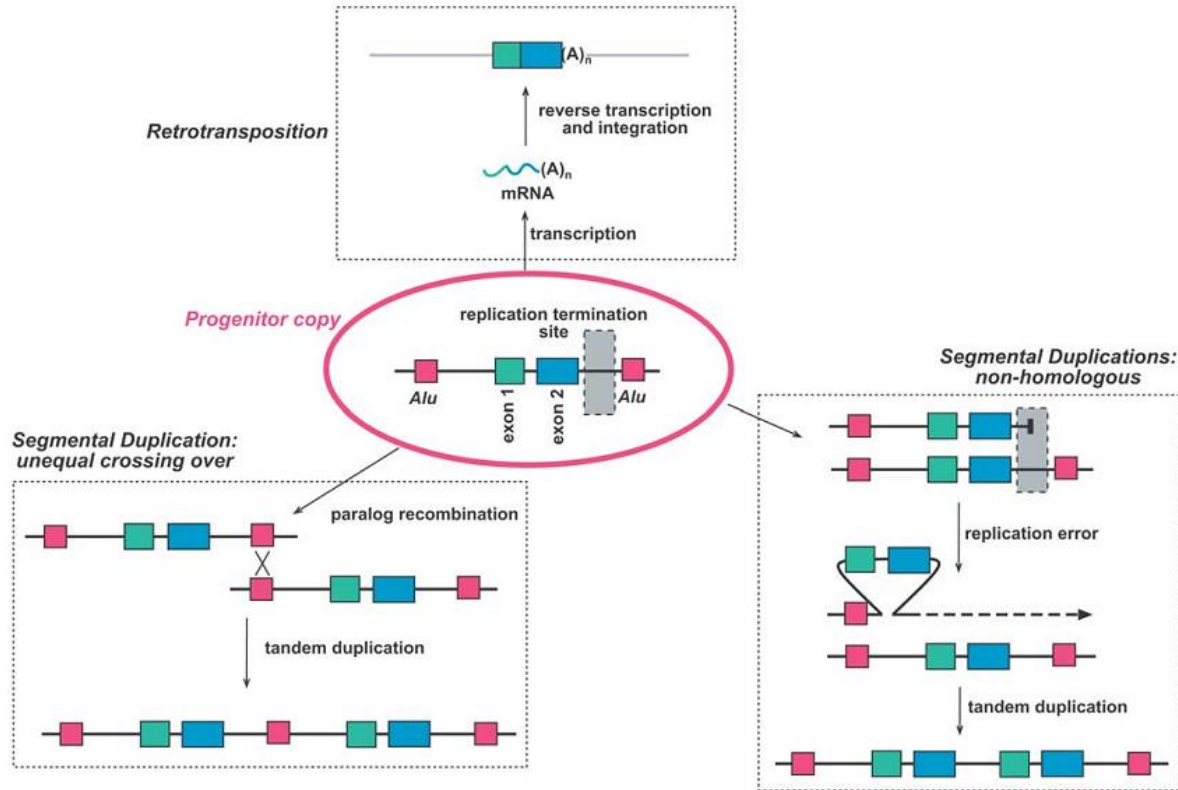 (A)n
reverse transcription
and integration
Retrotransposition
(A)n
mRNA
transcription
Progenitor copy
replication termination
site
Alu
exon 1
exon 2
Alu
Segmental Duplications:
non-homologous
replication error
tandem duplication
Segmental Duplication:
unequal crossing over
paralog recombination
tandem duplication